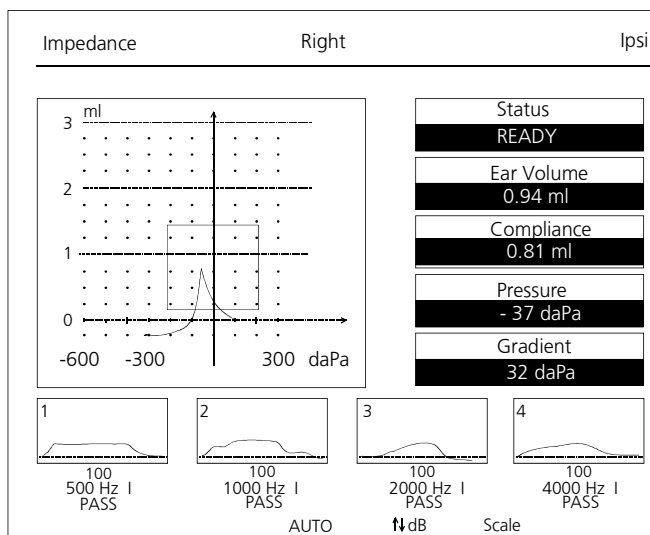 Impedance Right Ipsi
ml
3
2
1
0
-600 -300 300 daPa
Status
READY
Ear Volume
0.94 ml
Compliance
0.81 ml
Pressure
- 37 daPa
Gradient
32 daPa
1 2 3 4
100 100 100 100
500 Hz I 1000 Hz I 2000 Hz I 4000 Hz I
PASS PASS PASS PASS
AUTO ↑↓ dB Scale